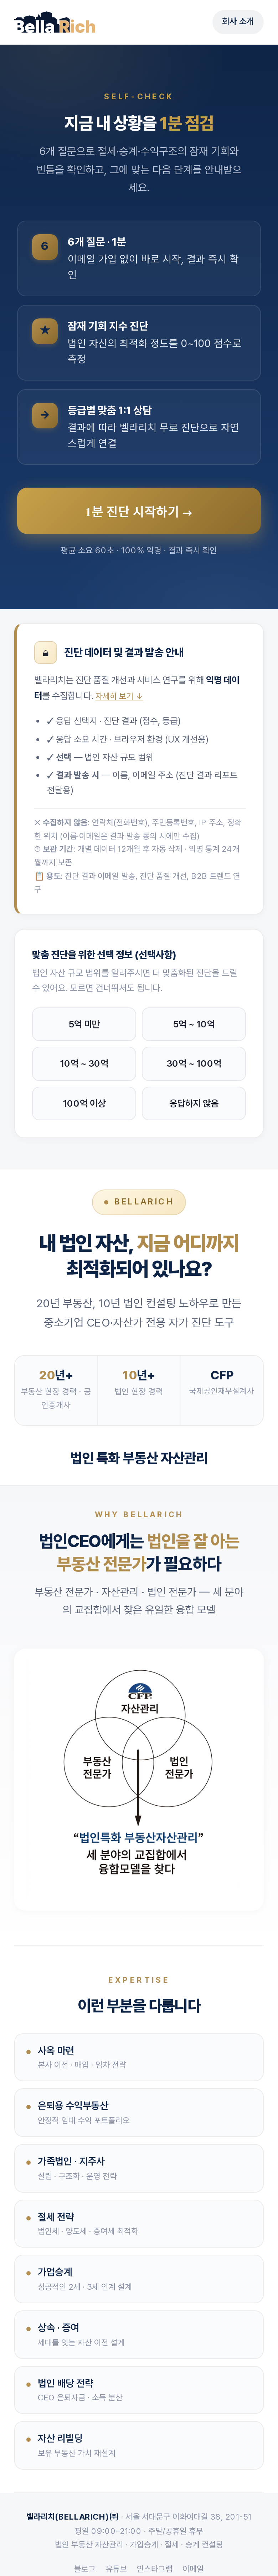 Bella Rich
회사 소개
SELF-CHECK
지금 내 상황을 1분 점검
6개 질문으로 절세·승계·수익구조의 잠재 기회와
빈틈을 확인하고, 그에 맞는 다음 단계를 안내받으
세요.
6
6개 질문 · 1분
이메일 가입 없이 바로 시작, 결과 즉시 확
인
★
잠재 기회 지수 진단
법인 자산의 최적화 정도를 0~100 점수로
측정
→
등급별 맞춤 1:1 상담
결과에 따라 벨라리치 무료 진단으로 자연
스럽게 연결
1분 진단 시작하기 →
평균 소요 60초 · 100% 익명 · 결과 즉시 확인
🔒 진단 데이터 및 결과 발송 안내
벨라리치는 진단 품질 개선과 서비스 연구를 위해 익명 데이
터를 수집합니다. 자세히 보기 ↓
• ✓ 응답 선택지 · 진단 결과 (점수, 등급)
• ✓ 응답 소요 시간 · 브라우저 환경 (UX 개선용)
• ✓ 선택 — 법인 자산 규모 범위
• ✓ 결과 발송 시 — 이름, 이메일 주소 (진단 결과 리포트
전달용)
✕ 수집하지 않음: 연락처(전화번호), 주민등록번호, IP 주소, 정확
한 위치 (이름·이메일은 결과 발송 동의 시에만 수집)
⏱ 보관 기간: 개별 데이터 12개월 후 자동 삭제 · 익명 통계 24개
월까지 보존
📋 용도: 진단 결과 이메일 발송, 진단 품질 개선, B2B 트렌드 연
구
맞춤 진단을 위한 선택 정보 (선택사항)
법인 자산 규모 범위를 알려주시면 더 맞춤화된 진단을 드릴
수 있어요. 모르면 건너뛰셔도 됩니다.
5억 미만
5억 ~ 10억
10억 ~ 30억
30억 ~ 100억
100억 이상
응답하지 않음
● BELLARICH
내 법인 자산, 지금 어디까지
최적화되어 있나요?
20년 부동산, 10년 법인 컨설팅 노하우로 만든
중소기업 CEO·자산가 전용 자가 진단 도구
20년+
부동산 현장 경력 · 공
인중개사
10년+
법인 현장 경력
CFP
국제공인재무설계사
법인 특화 부동산 자산관리
WHY BELLARICH
법인CEO에게는 법인을 잘 아는
부동산 전문가가 필요하다
부동산 전문가 · 자산관리 · 법인 전문가 — 세 분야
의 교집합에서 찾은 유일한 융합 모델
CFP
자산관리
부동산
전문가
법인
전문가
“법인특화 부동산자산관리”
세 분야의 교집합에서
융합모델을 찾다
EXPERTISE
이런 부분을 다룹니다
사옥 마련
본사 이전 · 매입 · 임차 전략
은퇴용 수익부동산
안정적 임대 수익 포트폴리오
가족법인 · 지주사
설립 · 구조화 · 운영 전략
절세 전략
법인세 · 양도세 · 증여세 최적화
가업승계
성공적인 2세 · 3세 인계 설계
상속 · 증여
세대를 잇는 자산 이전 설계
법인 배당 전략
CEO 은퇴자금 · 소득 분산
자산 리빌딩
보유 부동산 가치 재설계
벨라리치(BELLARICH)㈜ · 서울 서대문구 이화여대길 38, 201-51
평일 09:00–21:00 · 주말/공휴일 휴무
법인 부동산 자산관리 · 가업승계 · 절세 · 승계 컨설팅
블로그 유튜브 인스타그램 이메일